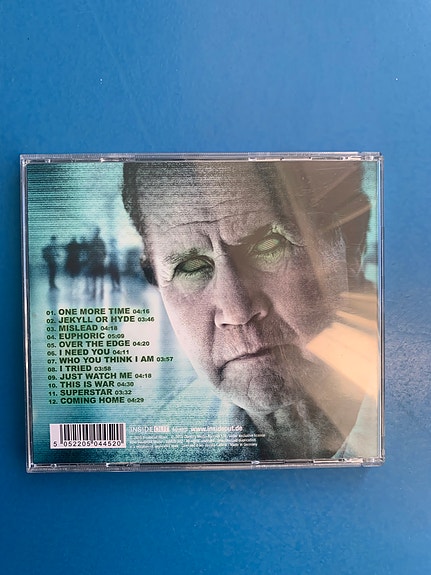 01. ONE MORE TIME 04:16
02. JEKYLL OR HYDE 03:46
03. MISLEAD 04:18
04. EUPHORIC 05:09
05. OVER THE EDGE 04:20
06. I NEED YOU 04:11
07. WHO YOU THINK I AM 03:57
08. I TRIED 03:58
09. JUST WATCH ME 04:18
10. THIS IS WAR 04:30
11. SUPERSTAR 03:32
12. COMING HOME 04:29
INSIDEOUT MUSIC www.insideout.de
5 052205 044520